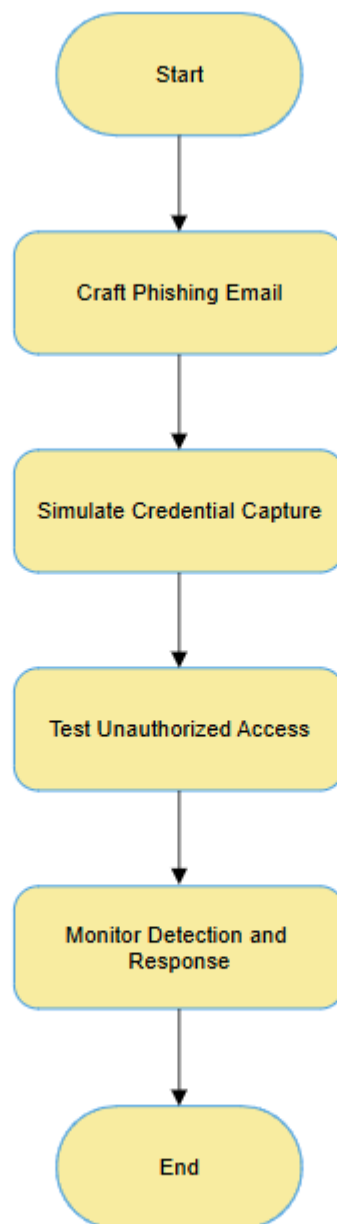 Start
Craft Phishing Email
Simulate Credential Capture
Test Unauthorized Access
Monitor Detection and
Response
End